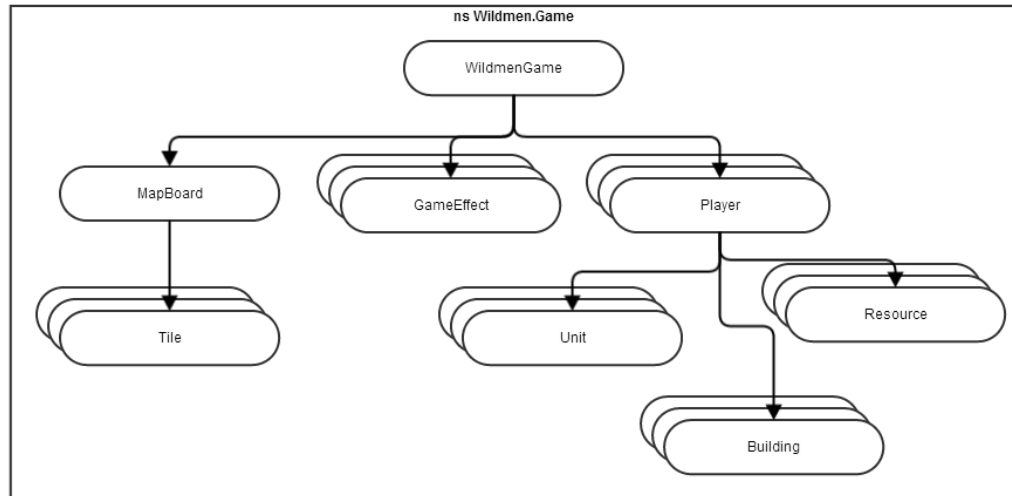 ns Wildmen.Game
WildmenGame
MapBoard
GameEffect
Player
Tile
Unit
Resource
Building